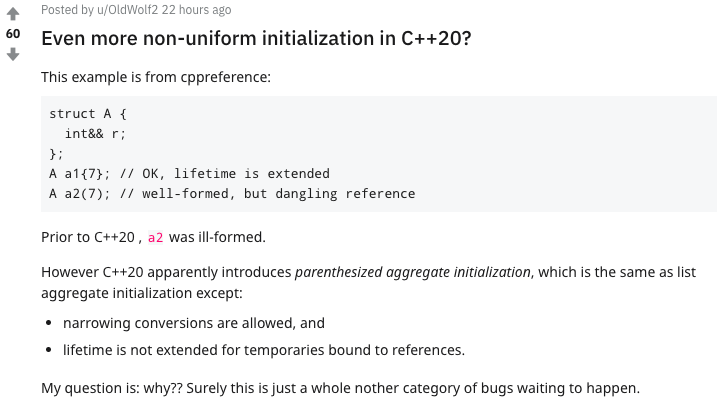 Posted by u/OldWolf2 22 hours ago
60
Even more non-uniform initialization in C++20?
This example is from cppreference:
struct A {
  int&& r;
};
A a1{7}; // OK, lifetime is extended
A a2(7); // well-formed, but dangling reference
Prior to C++20 , a2 was ill-formed.
However C++20 apparently introduces parenthesized aggregate initialization, which is the same as list
aggregate initialization except:
• narrowing conversions are allowed, and
• lifetime is not extended for temporaries bound to references.
My question is: why?? Surely this is just a whole nother category of bugs waiting to happen.